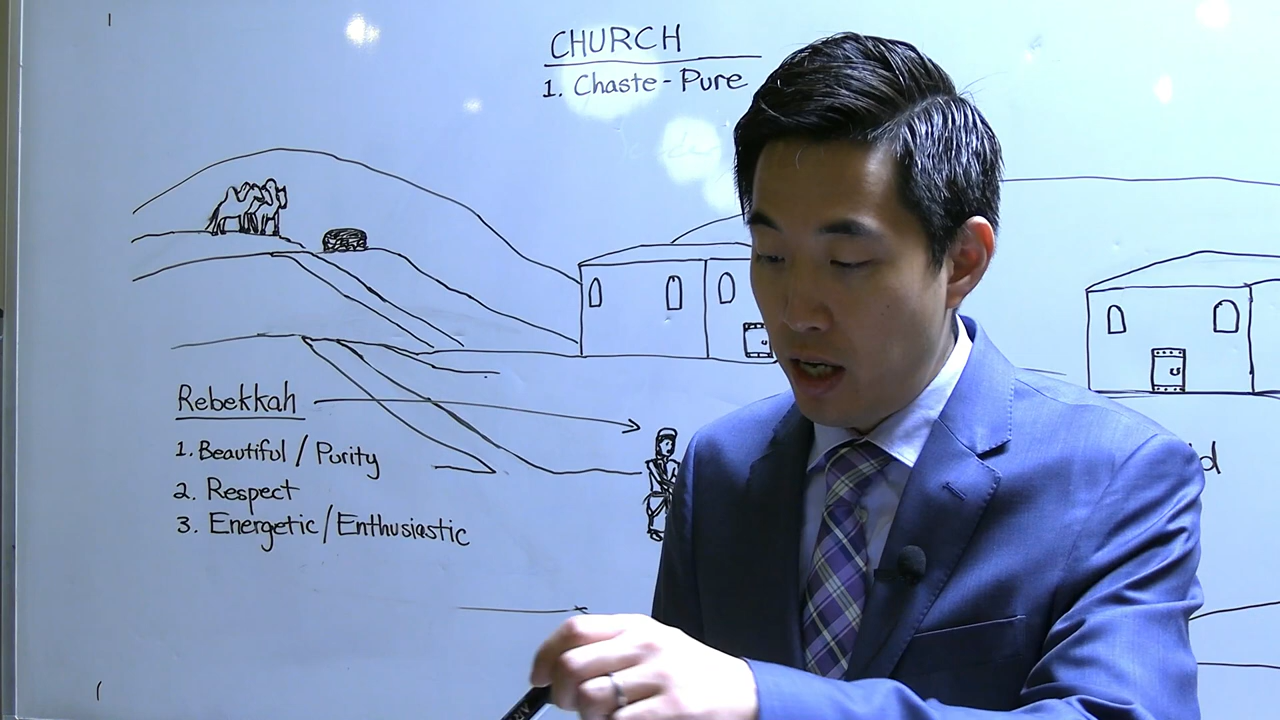 CHURCH
1. Chaste - Pure
Rebekkah
1. Beautiful / Purity
2. Respect
3. Energetic / Enthusiastic